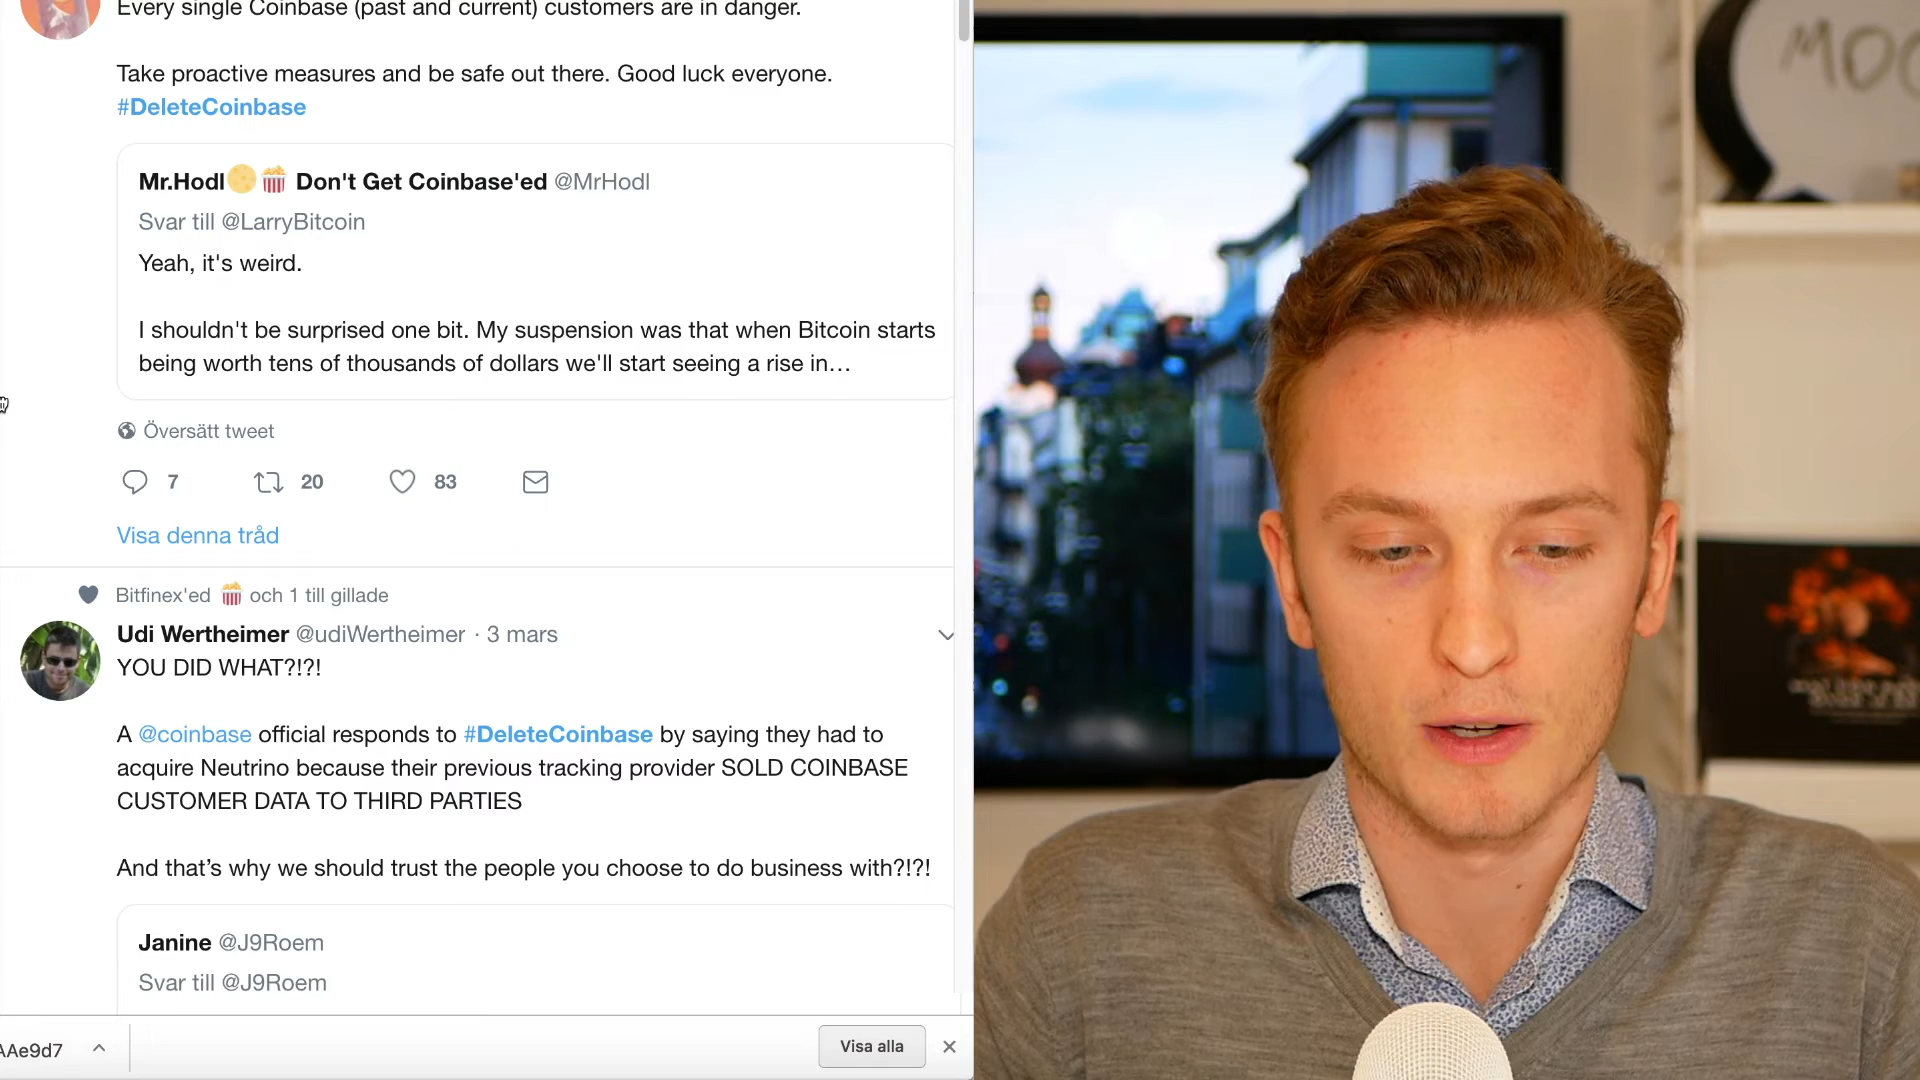 Every single Coinbase (past and current) customers are in danger.
Take proactive measures and be safe out there. Good luck everyone.
#DeleteCoinbase
Mr.Hodl🌕🍿 Don't Get Coinbase'ed @MrHodl
Svar till @LarryBitcoin
Yeah, it's weird.
I shouldn't be surprised one bit. My suspension was that when Bitcoin starts
being worth tens of thousands of dollars we'll start seeing a rise in…
Översätt tweet
7 20 83
Visa denna tråd
Bitfinex'ed 🍿 och 1 till gillade
Udi Wertheimer @udiWertheimer · 3 mars
YOU DID WHAT?!?!
A @coinbase official responds to #DeleteCoinbase by saying they had to
acquire Neutrino because their previous tracking provider SOLD COINBASE
CUSTOMER DATA TO THIRD PARTIES
And that’s why we should trust the people you choose to do business with?!?!
Janine @J9Roem
Svar till @J9Roem
AAe9d7
Visa alla